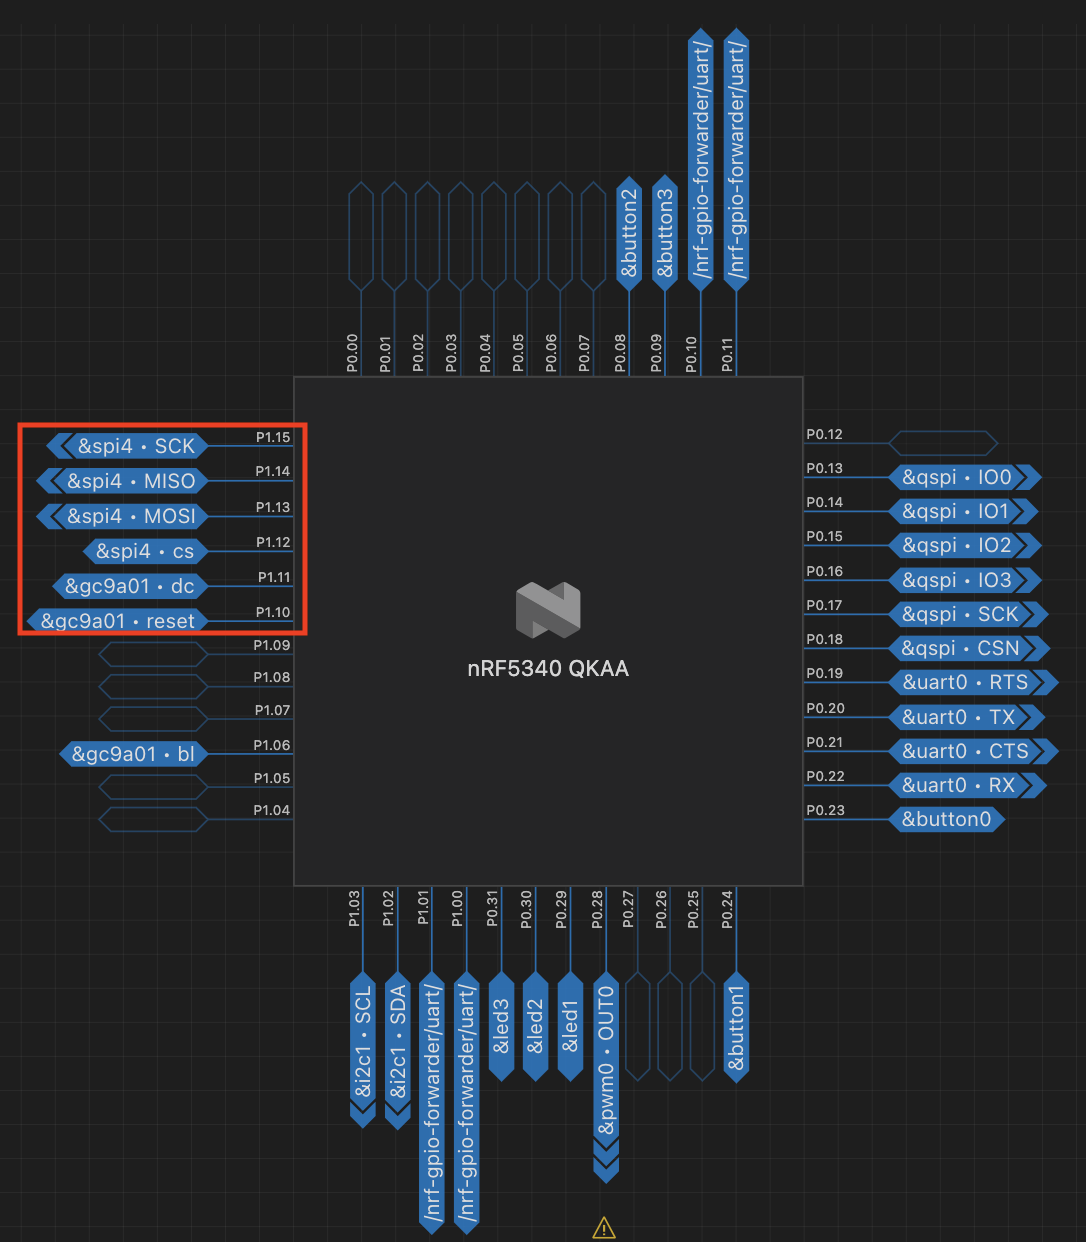 &button2
&button3
/nrf-gpio-forwarder/uart/
/nrf-gpio-forwarder/uart/
P0.00
P0.01
P0.02
P0.03
P0.04
P0.05
P0.06
P0.07
P0.08
P0.09
P0.10
P0.11
&spi4 • SCK P1.15
&spi4 • MISO P1.14
&spi4 • MOSI P1.13
&spi4 • cs P1.12
&gc9a01 • dc P1.11
&gc9a01 • reset P1.10
P1.09
P1.08
P1.07
&gc9a01 • bl P1.06
P1.05
P1.04
nRF5340 QKAA
P0.12
P0.13 &qspi • IO0
P0.14 &qspi • IO1
P0.15 &qspi • IO2
P0.16 &qspi • IO3
P0.17 &qspi • SCK
P0.18 &qspi • CSN
P0.19 &uart0 • RTS
P0.20 &uart0 • TX
P0.21 &uart0 • CTS
P0.22 &uart0 • RX
P0.23 &button0
P1.03
P1.02
P1.01
P1.00
P0.31
P0.30
P0.29
P0.28
P0.27
P0.26
P0.25
P0.24
&i2c1 • SCL
&i2c1 • SDA
/nrf-gpio-forwarder/uart/
/nrf-gpio-forwarder/uart/
&led3
&led2
&led1
&pwm0 • OUT0
&button1